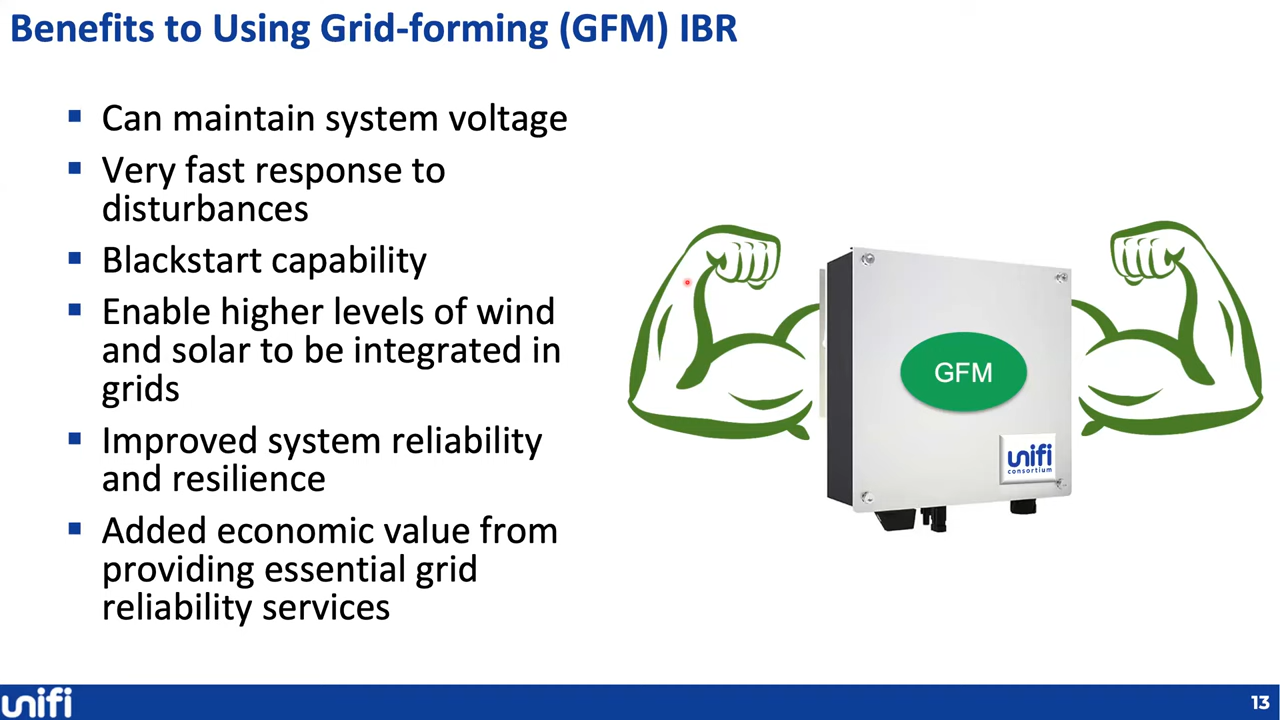 Benefits to Using Grid-forming (GFM) IBR
▪ Can maintain system voltage
▪ Very fast response to
disturbances
▪ Blackstart capability
▪ Enable higher levels of wind
and solar to be integrated in
grids
▪ Improved system reliability
and resilience
▪ Added economic value from
providing essential grid
reliability services
GFM
unifi
consortium
unifi
13